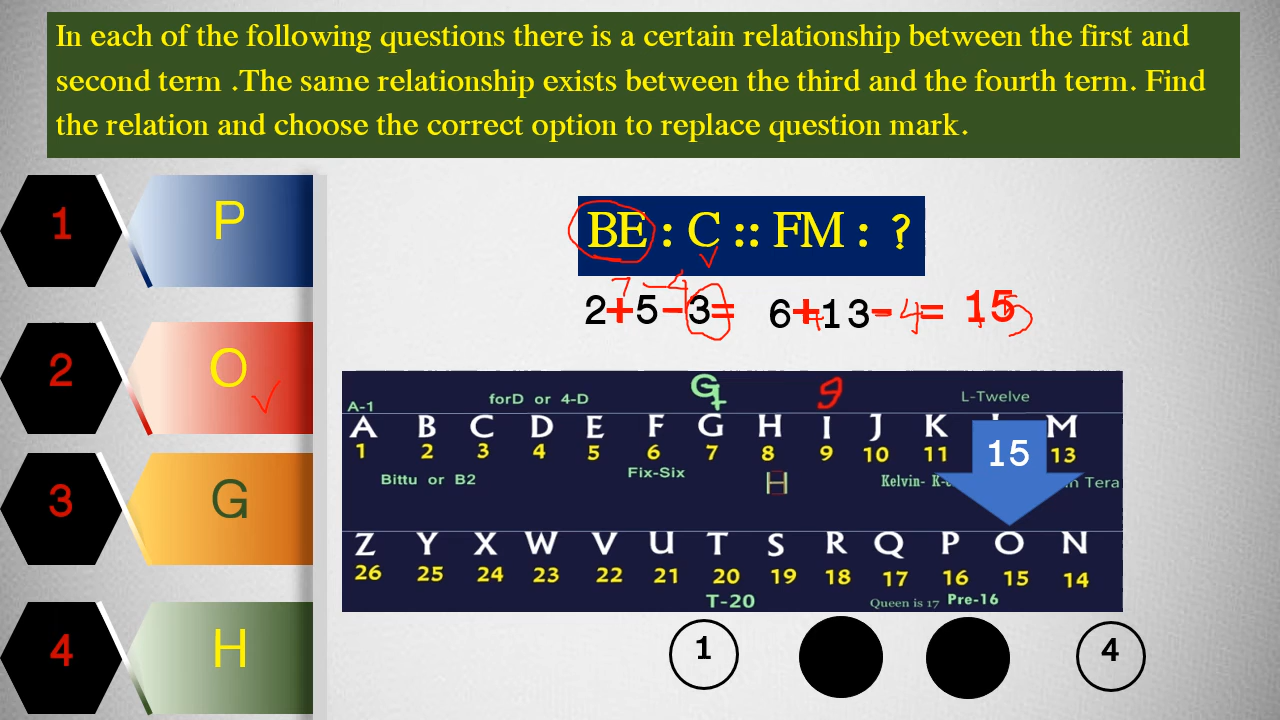 In each of the following questions there is a certain relationship between the first and
second term .The same relationship exists between the third and the fourth term. Find
the relation and choose the correct option to replace question mark.
1 P
2 O
3 G
4 H
BE : C :: FM : ?
7 - 4
2+5-3= 6+13-4= 15
15
G
9
A-1 forD or 4-D L-Twelve
A B C D E F G H I J K M
1 2 3 4 5 6 7 8 9 10 11 13
15
Bittu or B2 Fix-Six H Kelvin- Tera
Z Y X W V U T S R Q P O N
26 25 24 23 22 21 20 19 18 17 16 15 14
T-20 Queen is 17 Pre-16
1 4